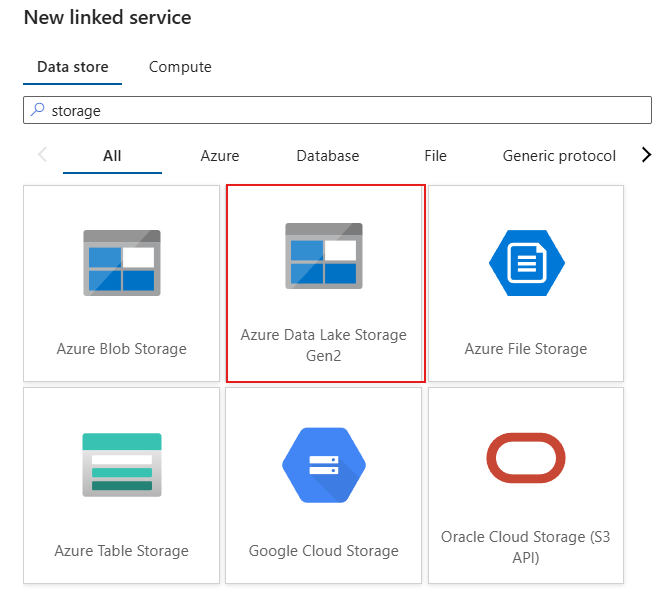 New linked service
Data store
Compute
storage
All
Azure
Database
File
Generic protocol
Azure Blob Storage
Azure Data Lake Storage
Gen2
Azure File Storage
Azure Table Storage
Google Cloud Storage
Oracle Cloud Storage (S3
API)